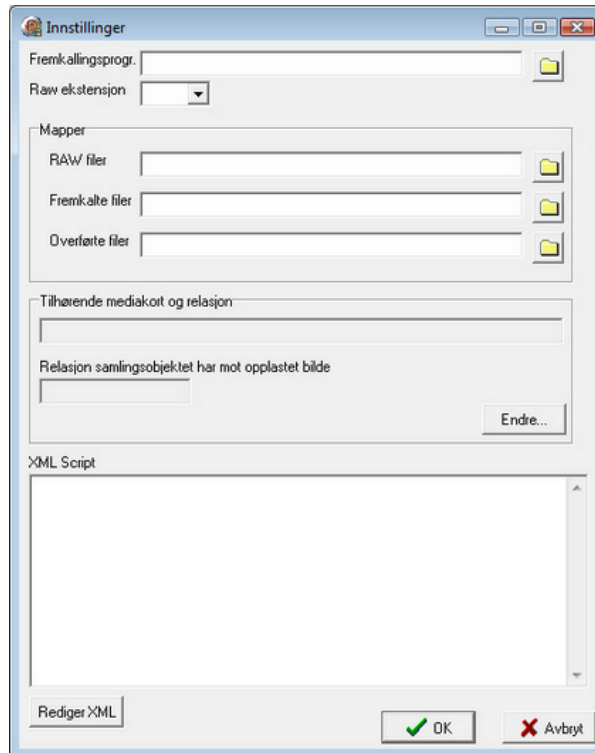 Innstillinger
Fremkallingsprogr.
Raw ekstensjon
Mapper
RAW filer
Fremkalte filer
Overførte filer
Tilhørende mediakort og relasjon
Relasjon samlingsobjektet har mot opplastet bilde
Endre...
XML Script
Rediger XML
OK
Avbryt